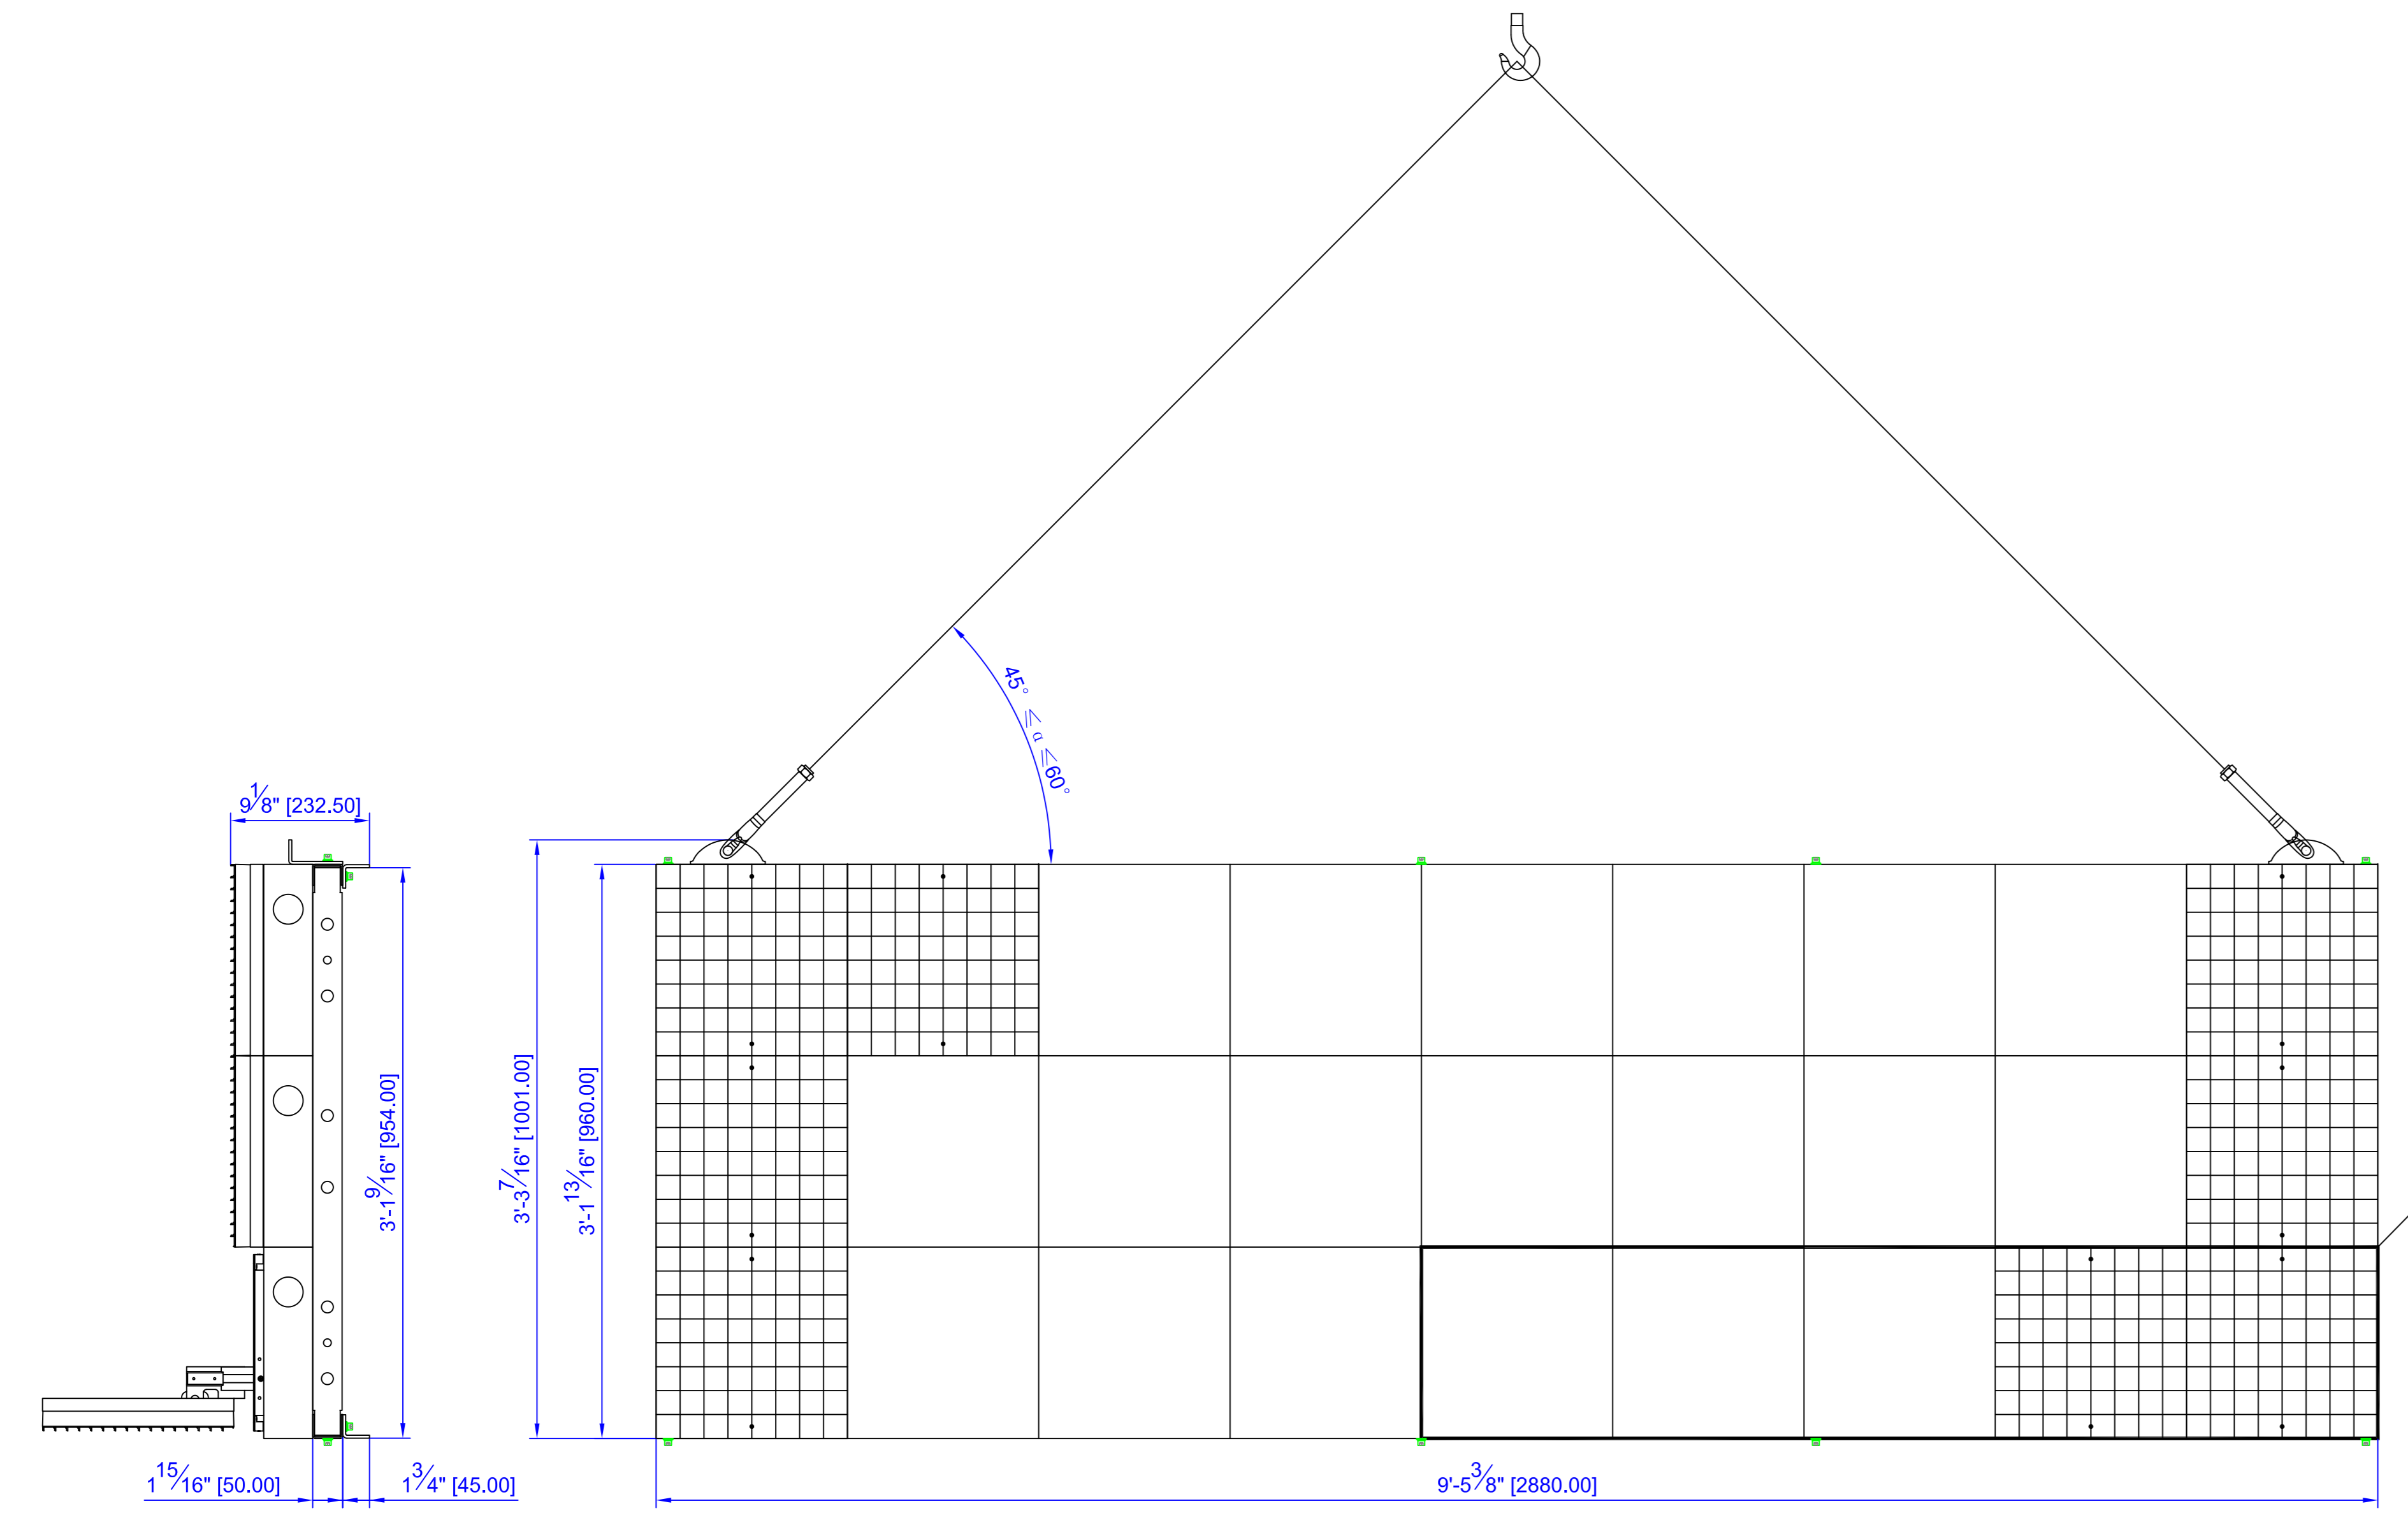 45° ≤ a ≤60°
9 1/8" [232.50]
3'-1 9/16" [954.00]
3'-3 7/16" [1001.00]
3'-1 13/16" [960.00]
1 15/16" [50.00]
1 3/4" [45.00]
9'-5 3/8" [2880.00]